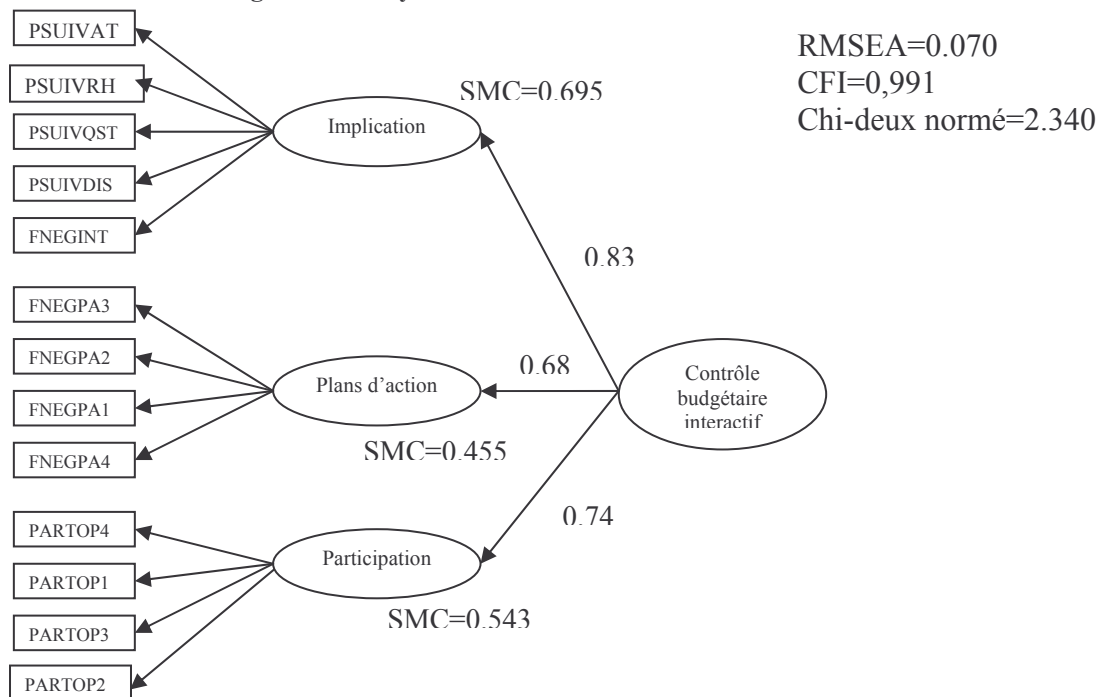 PSUIVAT
PSUIVRH
PSUIVQST
PSUIVDIS
FNEGINT
FNEGPA3
FNEGPA2
FNEGPA1
FNEGPA4
PARTOP4
PARTOP1
PARTOP3
PARTOP2
Implication
SMC=0.695
Plans d’action
SMC=0.455
Participation
SMC=0.543
0.83
0.68
0.74
Contrôle
budgétaire
interactif
RMSEA=0.070
CFI=0,991
Chi-deux normé=2.340